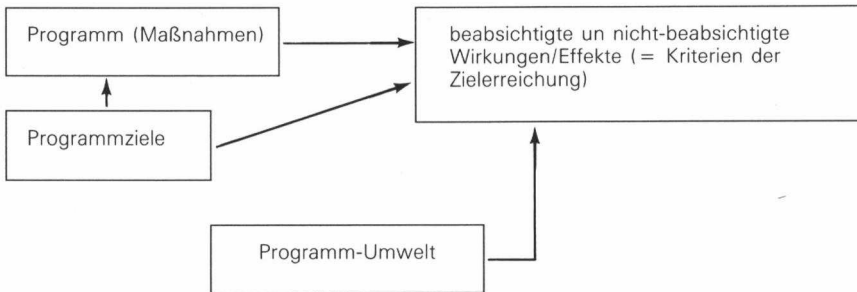 Programm (Maßnahmen)
beabsichtigte un nicht-beabsichtigte
Wirkungen/Effekte (= Kriterien der
Zielerreichung)
Programmziele
Programm-Umwelt